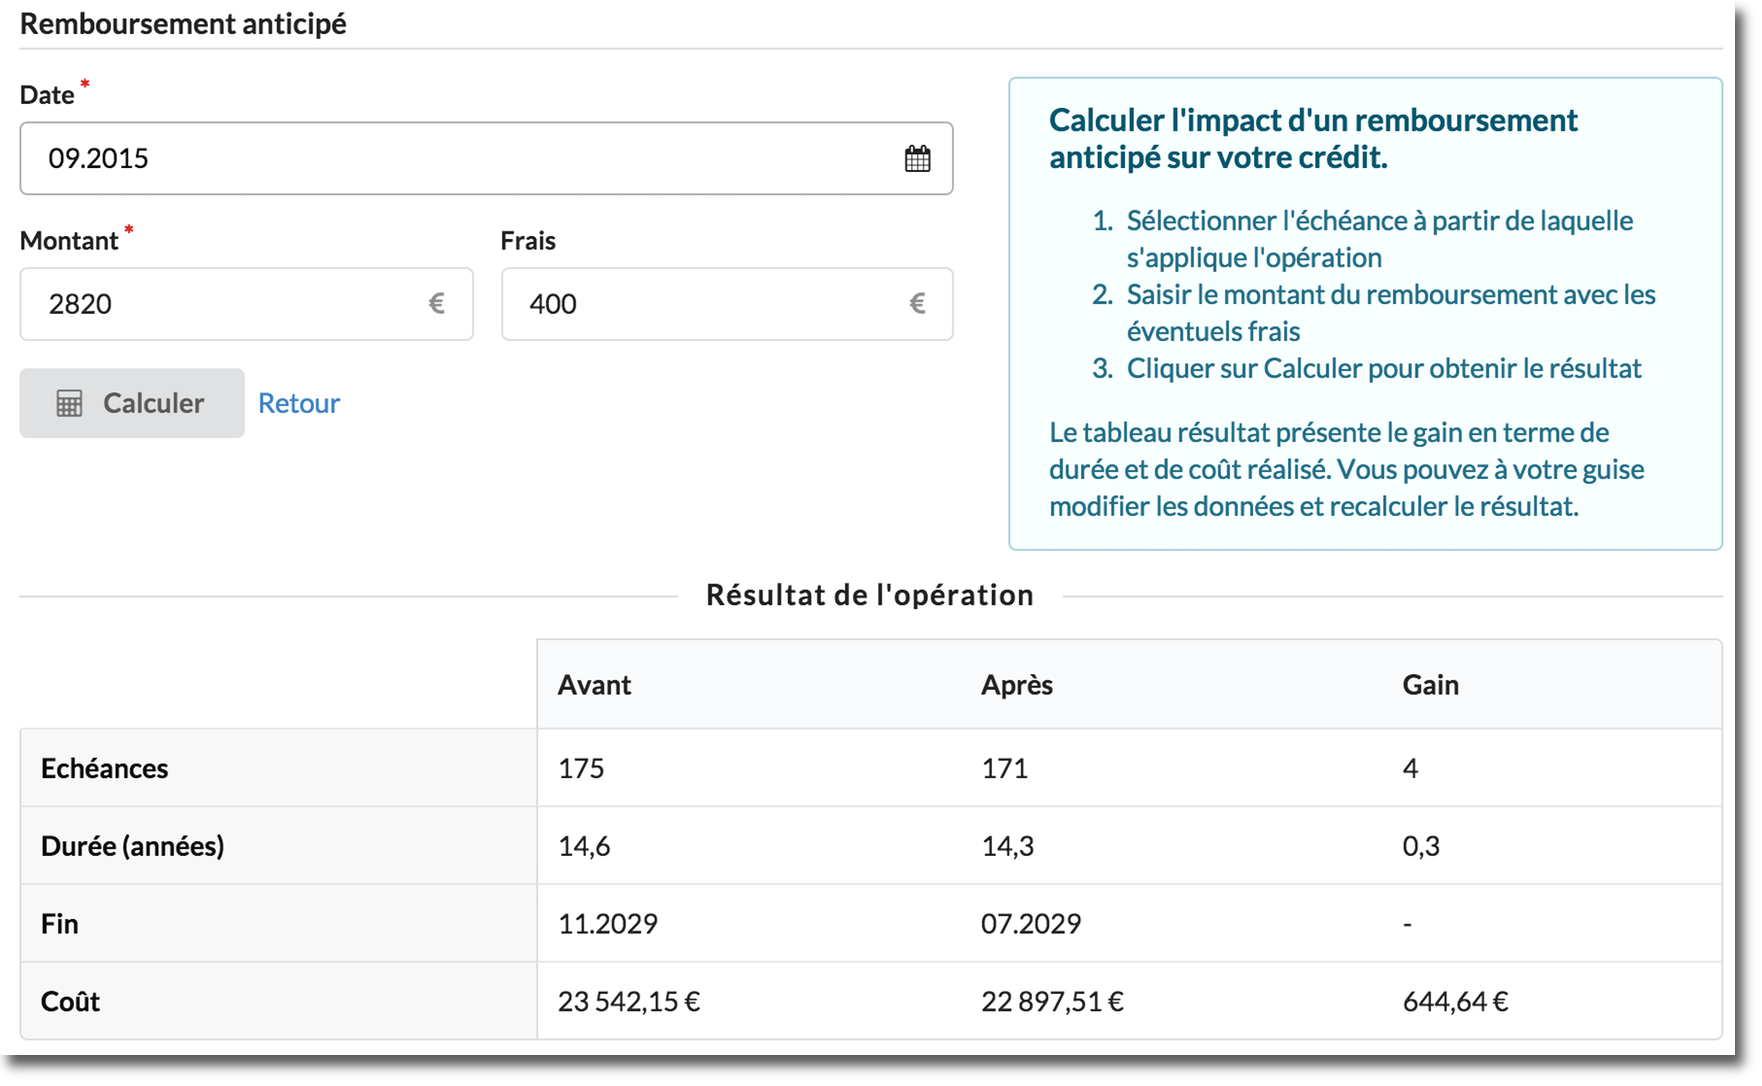 Remboursement anticipé
Date *
09.2015
Montant *
Frais
2820 €
400 €
Calculer
Retour
Calculer l'impact d'un remboursement
anticipé sur votre crédit.
1. Sélectionner l'échéance à partir de laquelle
s'applique l'opération
2. Saisir le montant du remboursement avec les
éventuels frais
3. Cliquer sur Calculer pour obtenir le résultat
Le tableau résultat présente le gain en terme de
durée et de coût réalisé. Vous pouvez à votre guise
modifier les données et recalculer le résultat.
Résultat de l'opération
Avant Après Gain
Echéances 175 171 4
Durée (années) 14,6 14,3 0,3
Fin 11.2029 07.2029 -
Coût 23 542,15 € 22 897,51 € 644,64 €